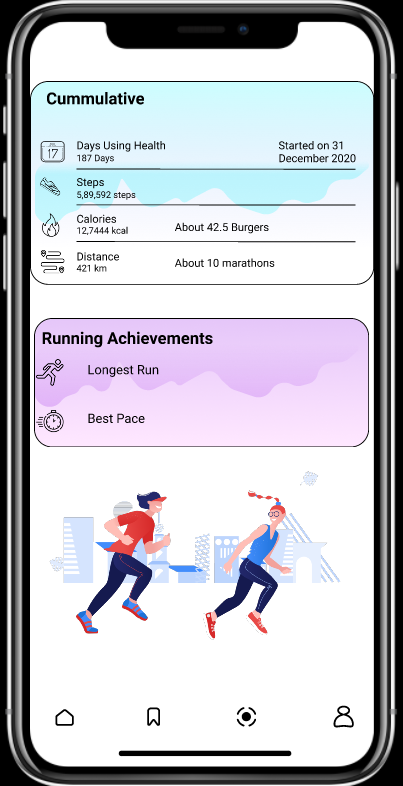 Cummulative
Days Using Health
187 Days
Started on 31
December 2020
17
Steps
5,89,592 steps
Calories
12,7444 kcal
About 42.5 Burgers
Distance
421 km
About 10 marathons
Running Achievements
Longest Run
Best Pace